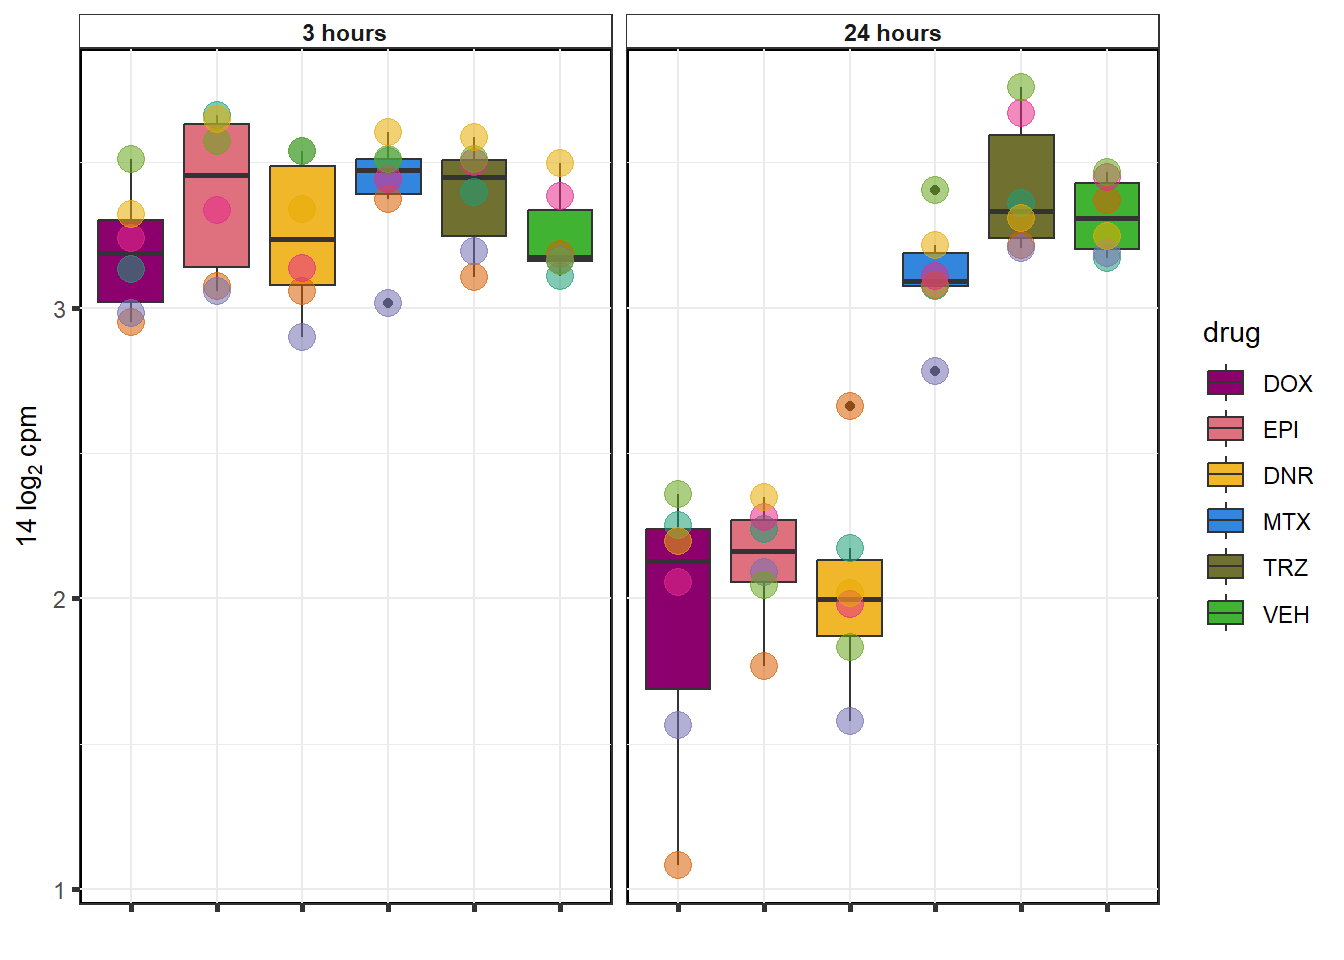 3 hours
24 hours
14 log2 cpm
3
2
1
drug
DOX
EPI
DNR
MTX
TRZ
VEH